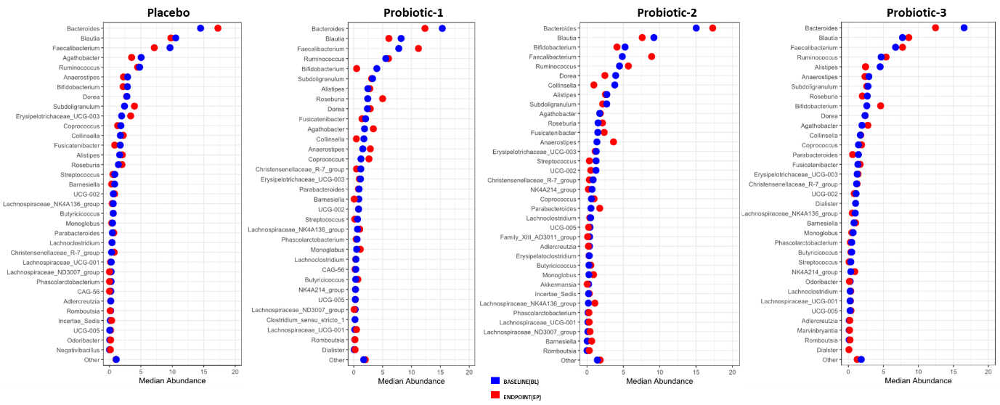 Placebo
Bacteroides
Blautia
Faecalibacterium
Agathobacter
Ruminococcus
Anaerostipes
Bifidobacterium
Dorea
Subdoligranulum
Erysipelotrichaceae_UCG-003
Coprococcus
Collinsella
Fusicatenibacter
Alistipes
Roseburia
Streptococcus
Barnesiella
UCG-002
Lachnospiraceae_NK4A136_group
Butyricicoccus
Monoglobus
Parabacteroides
Lachnoclostridium
Christensenellaceae_R-7_group
Lachnospiraceae_UCG-001
Lachnospiraceae_ND3007_group
Phascolarctobacterium
CAG-56
Adlercreutzia
Romboutsia
Incertae_Sedis
UCG-005
Odoribacter
Negativibacillus
Other
0 5 10 15 20
Median Abundance
Probiotic-1
Bacteroides
Blautia
Faecalibacterium
Ruminococcus
Bifidobacterium
Subdoligranulum
Alistipes
Roseburia
Dorea
Fusicatenibacter
Agathobacter
Collinsella
Anaerostipes
Coprococcus
Christensenellaceae_R-7_group
Erysipelotrichaceae_UCG-003
Parabacteroides
Barnesiella
UCG-002
Streptococcus
Lachnospiraceae_NK4A136_group
Phascolarctobacterium
Monoglobus
Lachnoclostridium
CAG-56
Butyricicoccus
NK4A214_group
UCG-005
Lachnospiraceae_ND3007_group
Clostridium_sensu_stricto_1
Lachnospiraceae_UCG-001
Romboutsia
Dialister
Other
0 5 10 15 20
Median Abundance
Probiotic-2
Bacteroides
Blautia
Bifidobacterium
Faecalibacterium
Ruminococcus
Dorea
Collinsella
Alistipes
Subdoligranulum
Agathobacter
Roseburia
Fusicatenibacter
Anaerostipes
Erysipelotrichaceae_UCG-003
Streptococcus
UCG-002
Christensenellaceae_R-7_group
NK4A214_group
Coprococcus
Parabacteroides
Lachnoclostridium
UCG-005
Family_XIII_AD3011_group
Adlercreutzia
Erysipelatoclostridium
Butyricicoccus
Monoglobus
Akkermansia
Incertae_Sedis
Lachnospiraceae_NK4A136_group
Phascolarctobacterium
Lachnospiraceae_UCG-001
Lachnospiraceae_ND3007_group
Barnesiella
Romboutsia
Other
0 5 10 15 20
Median Abundance
Probiotic-3
Bacteroides
Blautia
Faecalibacterium
Ruminococcus
Alistipes
Anaerostipes
Subdoligranulum
Roseburia
Bifidobacterium
Dorea
Agathobacter
Collinsella
Coprococcus
Parabacteroides
Fusicatenibacter
Erysipelotrichaceae_UCG-003
Christensenellaceae_R-7_group
UCG-002
Dialister
Lachnospiraceae_NK4A136_group
Barnesiella
Monoglobus
Phascolarctobacterium
Butyricicoccus
Streptococcus
NK4A214_group
Odoribacter
Lachnoclostridium
Lachnospiraceae_UCG-001
UCG-005
Adlercreutzia
Marvinbryantia
Romboutsia
Dialster
Other
0 5 10 15 20
Median Abundance
BASELINE(BL)
ENDPOINT(EP)